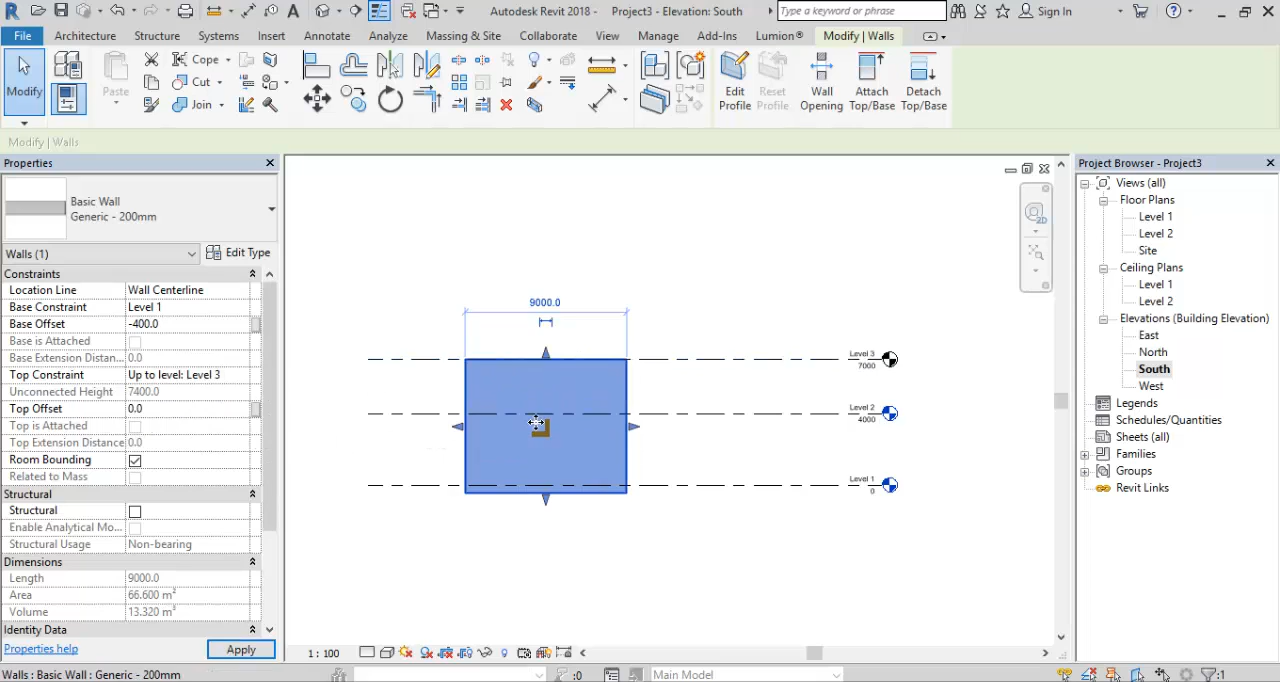 Autodesk Revit 2018 - Project3 - Elevation: South
Type a keyword or phrase
Sign In
File Architecture Structure Systems Insert Annotate Analyze Massing & Site Collaborate View Manage Add-Ins Lumion® Modify | Walls
Modify
Paste
Cope
Cut
Join
Edit Profile
Reset Profile
Wall Opening
Attach Top/Base
Detach Top/Base
Modify | Walls
Properties
Basic Wall
Generic - 200mm
Walls (1)
Edit Type
Constraints
Location Line Wall Centerline
Base Constraint Level 1
Base Offset -400.0
Base is Attached
Base Extension Distan... 0.0
Top Constraint Up to level: Level 3
Unconnected Height 7400.0
Top Offset 0.0
Top is Attached
Top Extension Distance 0.0
Room Bounding
Related to Mass
Structural
Structural
Enable Analytical Mo...
Structural Usage Non-bearing
Dimensions
Length 9000.0
Area 66.600 m²
Volume 13.320 m³
Identity Data
Properties help
Apply
9000.0
Level 3
7000
Level 2
4000
Level 1
0
2D
1 : 100
Project Browser - Project3
Views (all)
Floor Plans
Level 1
Level 2
Site
Ceiling Plans
Level 1
Level 2
Elevations (Building Elevation)
East
North
South
West
Legends
Schedules/Quantities
Sheets (all)
Families
Groups
Revit Links
Walls : Basic Wall : Generic - 200mm
:0
Main Model
:1